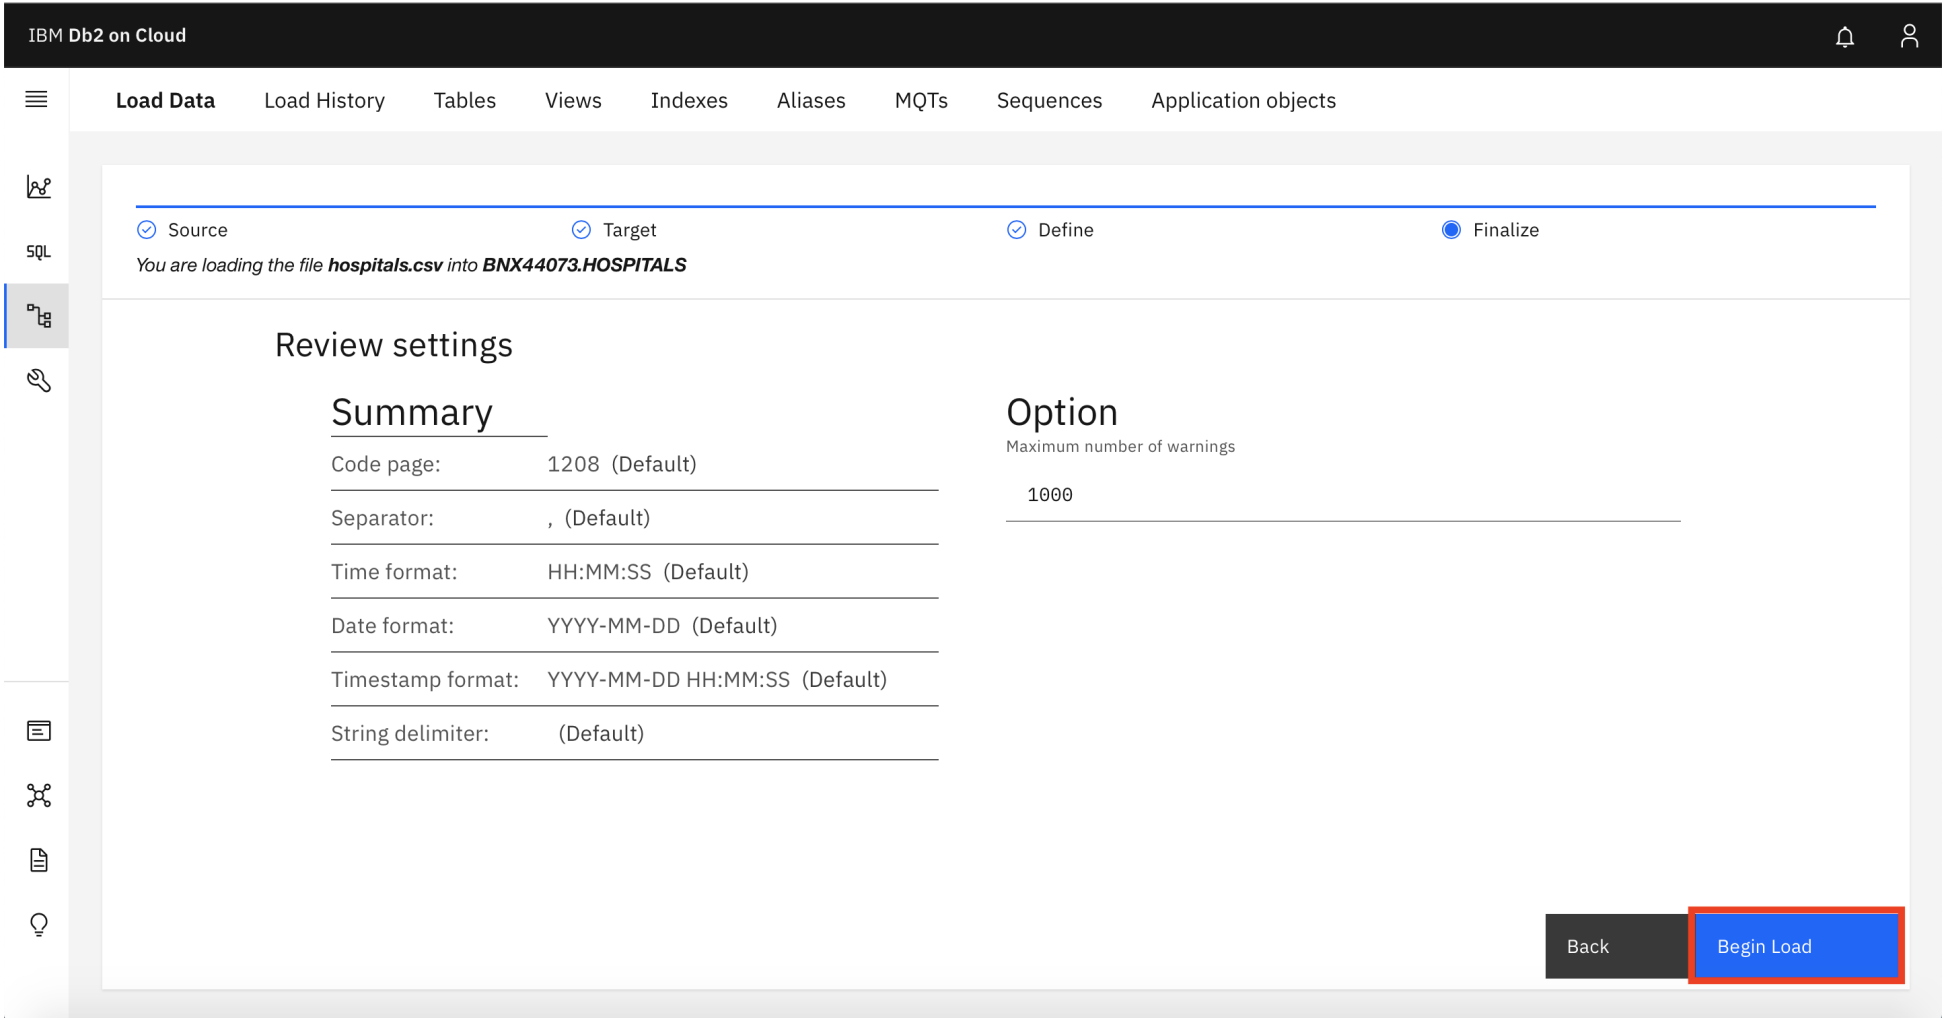 IBM Db2 on Cloud
Load Data Load History Tables Views Indexes Aliases MQTs Sequences Application objects
SQL
Source Target Define Finalize
You are loading the file hospitals.csv into BNX44073.HOSPITALS
Review settings
Summary
Code page: 1208 (Default)
Separator: , (Default)
Time format: HH:MM:SS (Default)
Date format: YYYY-MM-DD (Default)
Timestamp format: YYYY-MM-DD HH:MM:SS (Default)
String delimiter: (Default)
Option
Maximum number of warnings
1000
Back
Begin Load